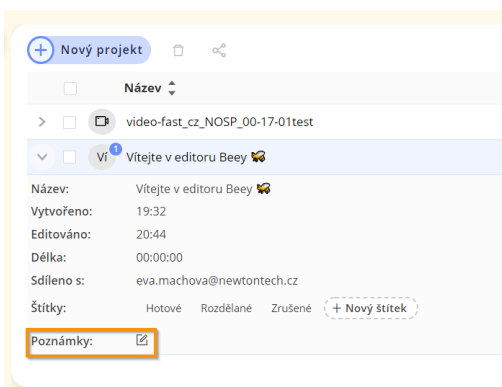 Nový projekt
Název
video-fast_cz_NOSP_00-17-01test
Ví 1 Vítejte v editoru Beey
Název: Vítejte v editoru Beey
Vytvořeno: 19:32
Editováno: 20:44
Délka: 00:00:00
Sdíleno s: eva.machova@newtontech.cz
Štítky: Hotové Rozdělané Zrušené + Nový štítek
Poznámky: